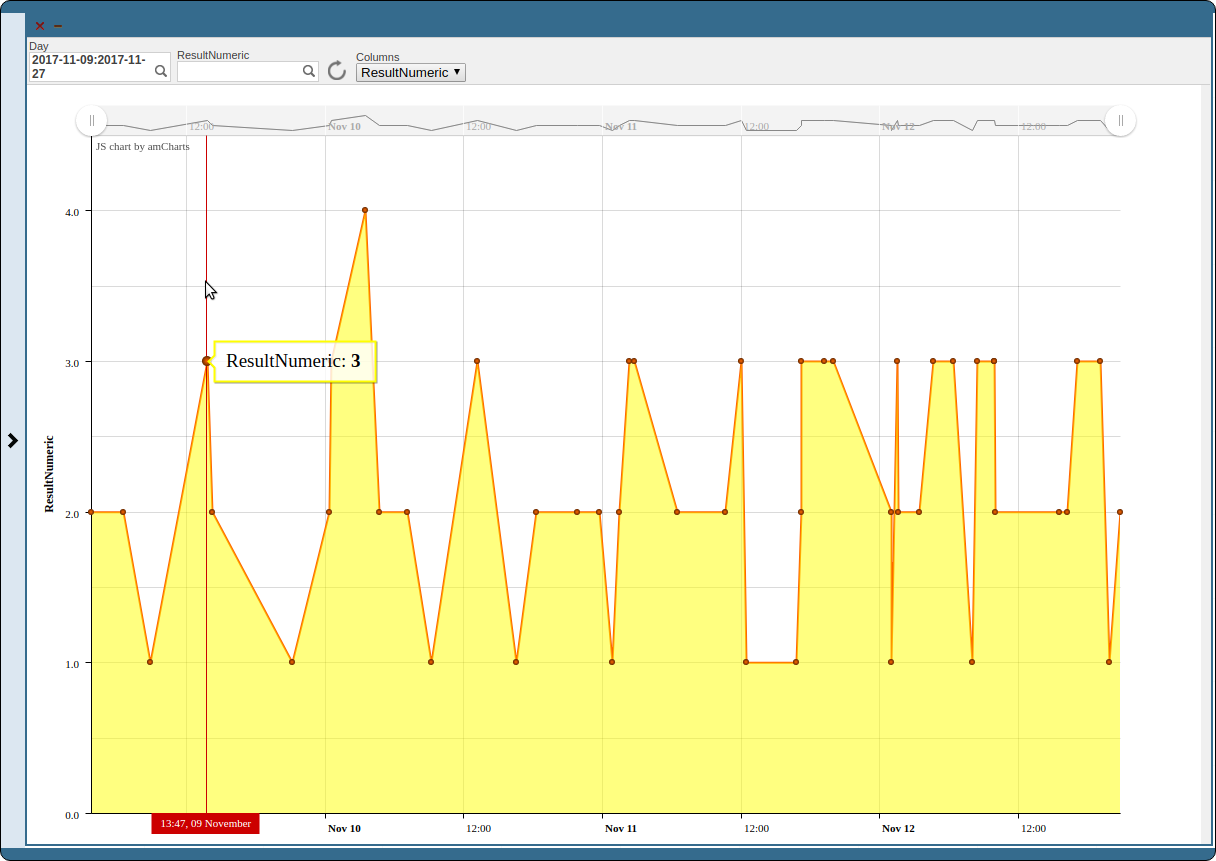 Day
2017-11-09:2017-11-
27
ResultNumeric
Columns
ResultNumeric
12:00 Nov 10 12:00 Nov 11 12:00 Nov 12 12:00
JS chart by amCharts
4.0
3.0
2.0
1.0
0.0
ResultNumeric
ResultNumeric: 3
13:47, 09 November
Nov 10 12:00 Nov 11 12:00 Nov 12 12:00